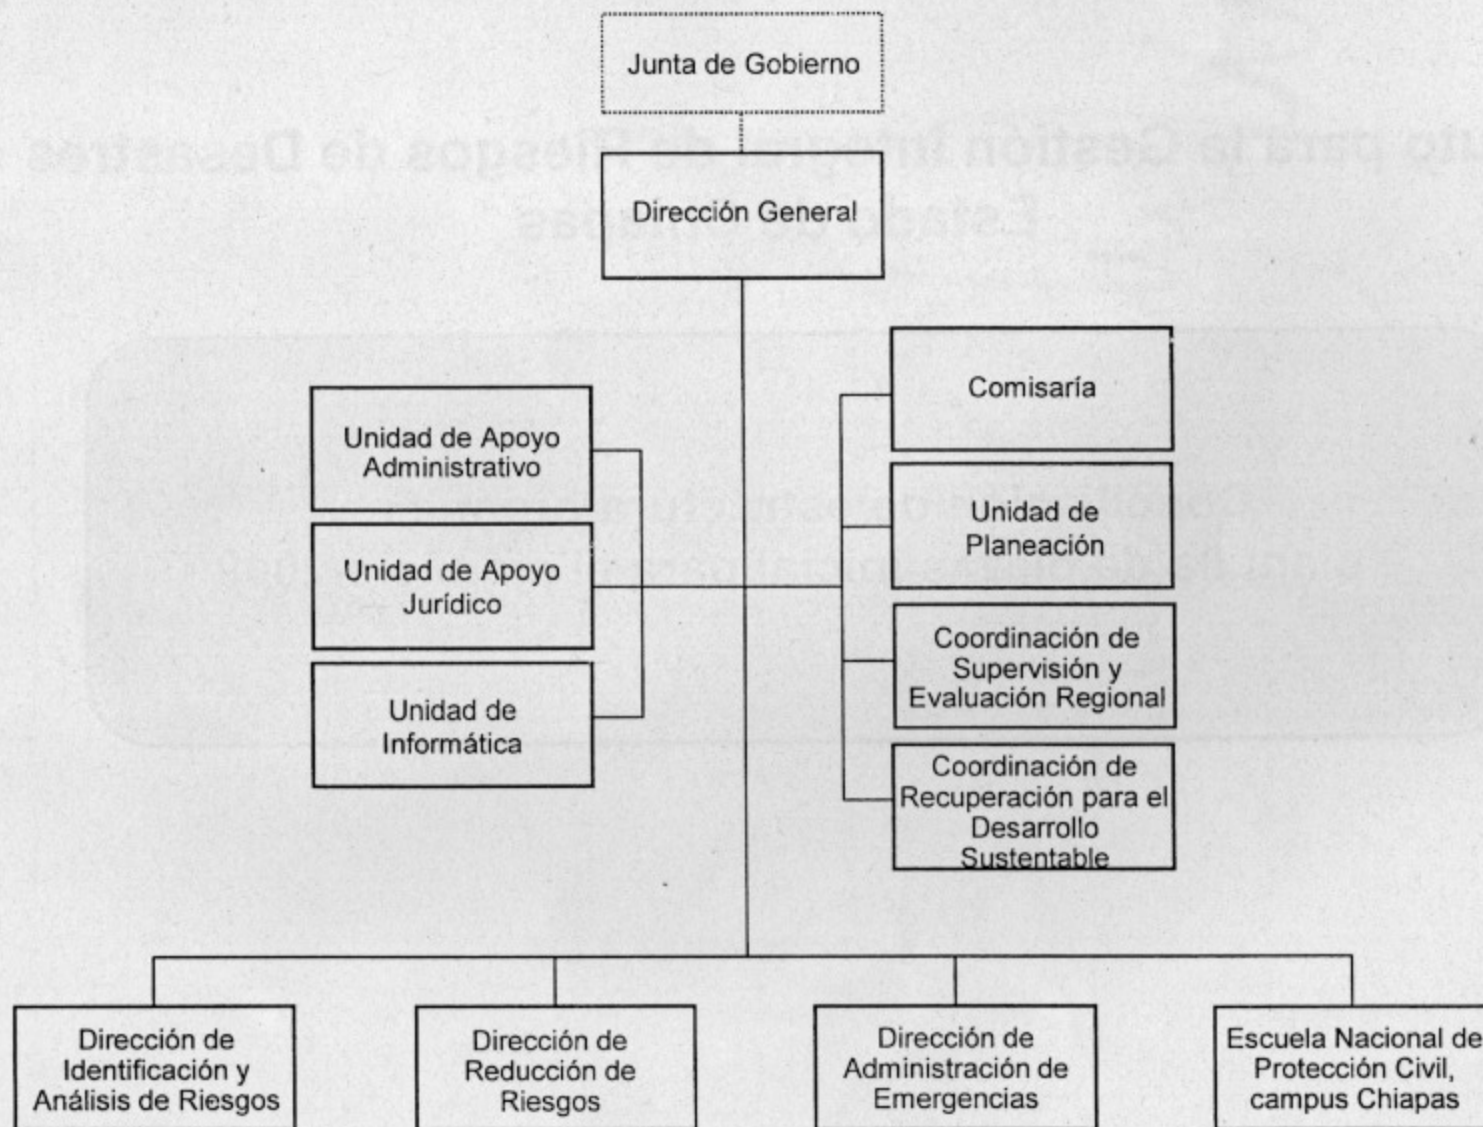 Junta de Gobierno
Dirección General
Unidad de Apoyo
Administrativo
Unidad de Apoyo
Jurídico
Unidad de
Informática
Comisaría
Unidad de
Planeación
Coordinación de
Supervisión y
Evaluación Regional
Coordinación de
Recuperación para el
Desarrollo
Sustentable
Dirección de
Identificación y
Análisis de Riesgos
Dirección de
Reducción de
Riesgos
Dirección de
Administración de
Emergencias
Escuela Nacional de
Protección Civil,
campus Chiapas